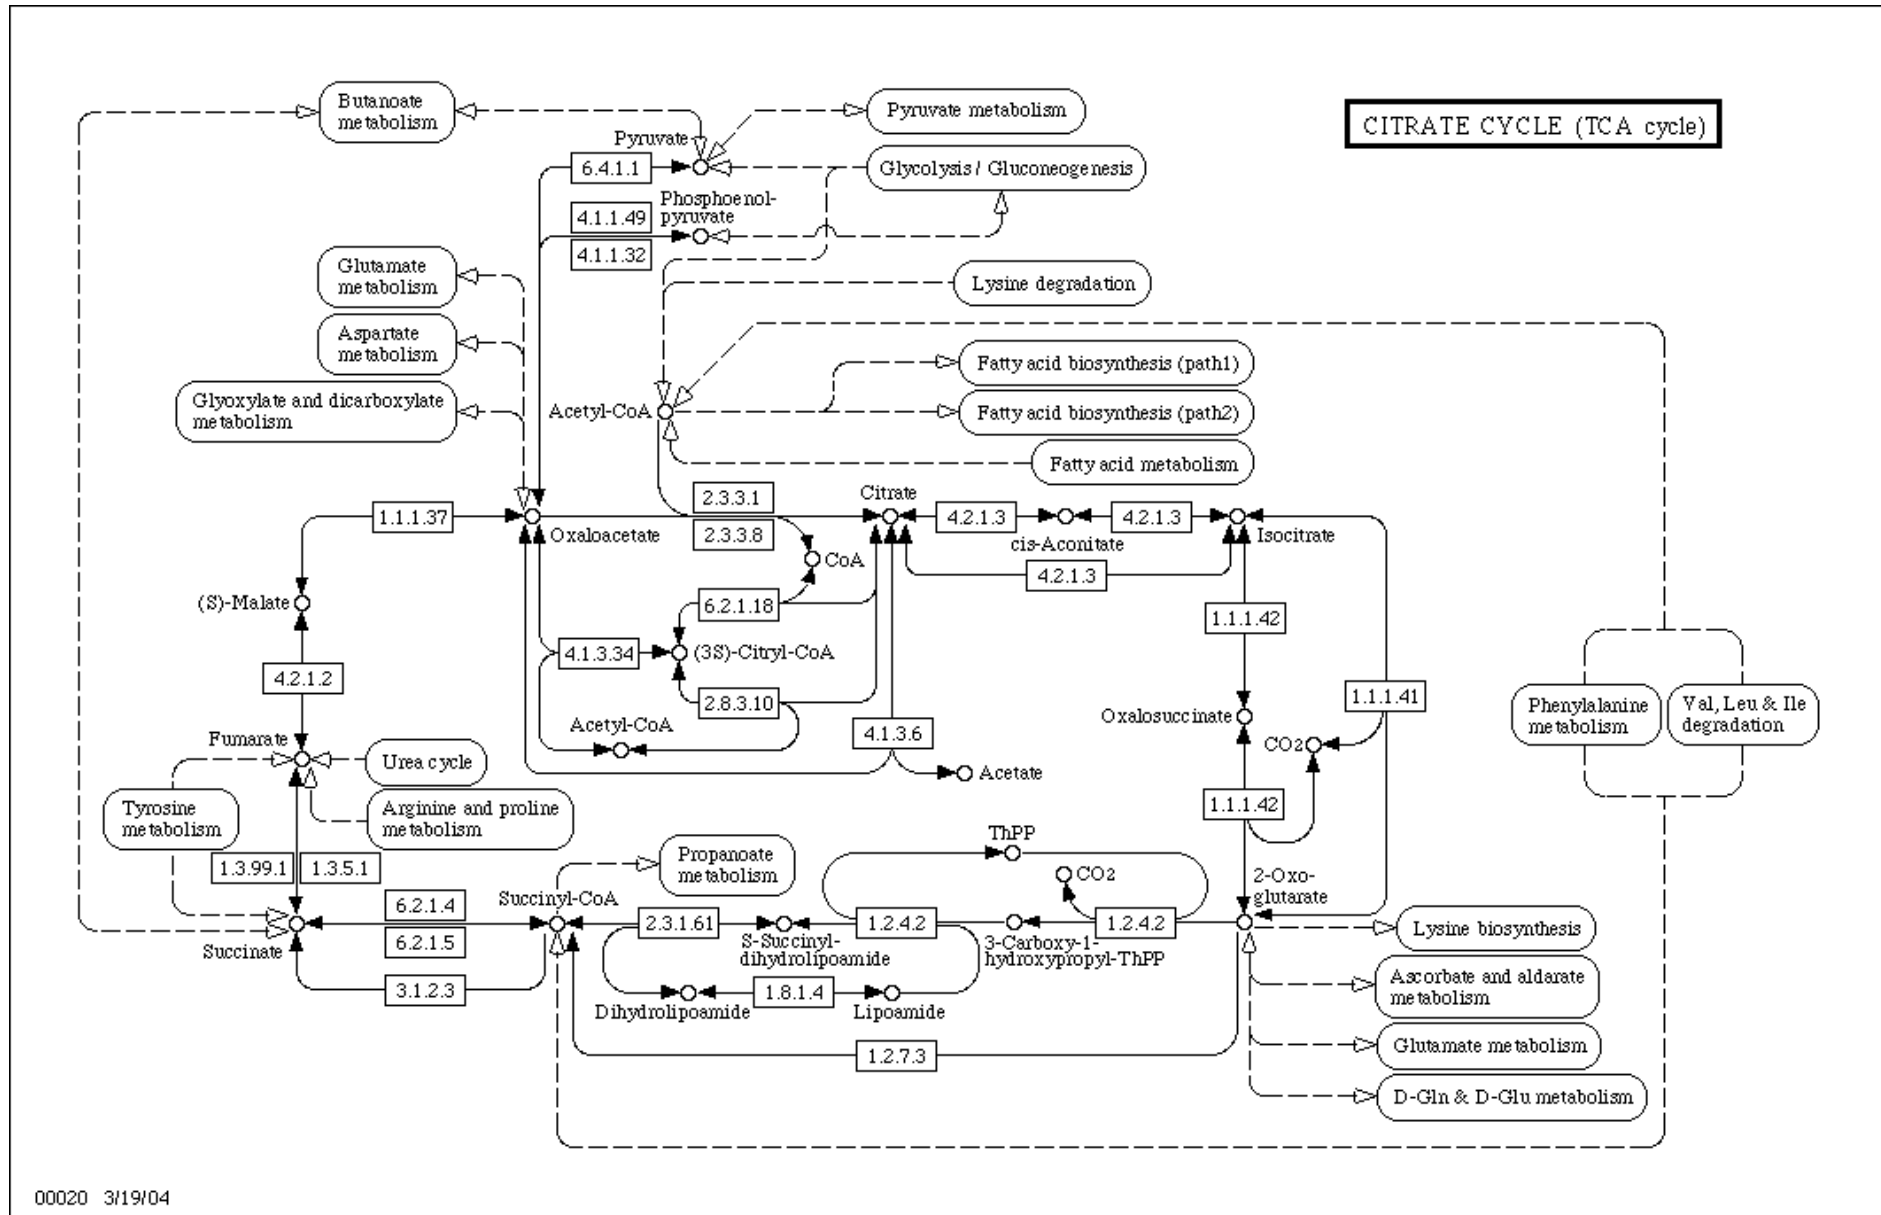 CITRATE CYCLE (TCA cycle)
Butanoate
metabolism
Pyruvate metabolism
Pyruvate
6.4.1.1
Glycolysis / Gluconeogenesis
Phosphoenol-
pyruvate
4.1.1.49
4.1.1.32
Glutamate
metabolism
Lysine degradation
Aspartate
metabolism
Fatty acid biosynthesis (path1)
Glyoxylate and dicarboxylate
metabolism
Acetyl-CoA
Fatty acid biosynthesis (path2)
Fatty acid metabolism
1.1.1.37
Oxaloacetate
2.3.3.1
2.3.3.8
Citrate
4.2.1.3
cis-Aconitate
4.2.1.3
Isocitrate
CoA
4.2.1.3
(S)-Malate
6.2.1.18
1.1.1.42
4.1.3.34
(3S)-Citryl-CoA
4.2.1.2
2.8.3.10
1.1.1.41
Phenylalanine
metabolism
Val, Leu & Ile
degradation
Acetyl-CoA
4.1.3.6
Oxalosuccinate
CO2
Fumarate
Urea cycle
Acetate
Tyrosine
metabolism
Arginine and proline
metabolism
1.1.1.42
1.3.99.1
1.3.5.1
Propanoate
metabolism
ThPP
CO2
2-Oxo-
glutarate
6.2.1.4
6.2.1.5
Succinyl-CoA
2.3.1.61
1.2.4.2
1.2.4.2
Lysine biosynthesis
Succinate
S-Succinyl-
dihydrolipoamide
3-Carboxy-1-
hydroxypropyl-ThPP
3.1.2.3
Dihydrolipoamide
1.8.1.4
Lipoamide
Ascorbate and aldarate
metabolism
1.2.7.3
Glutamate metabolism
D-Gln & D-Glu metabolism
00020 3/19/04